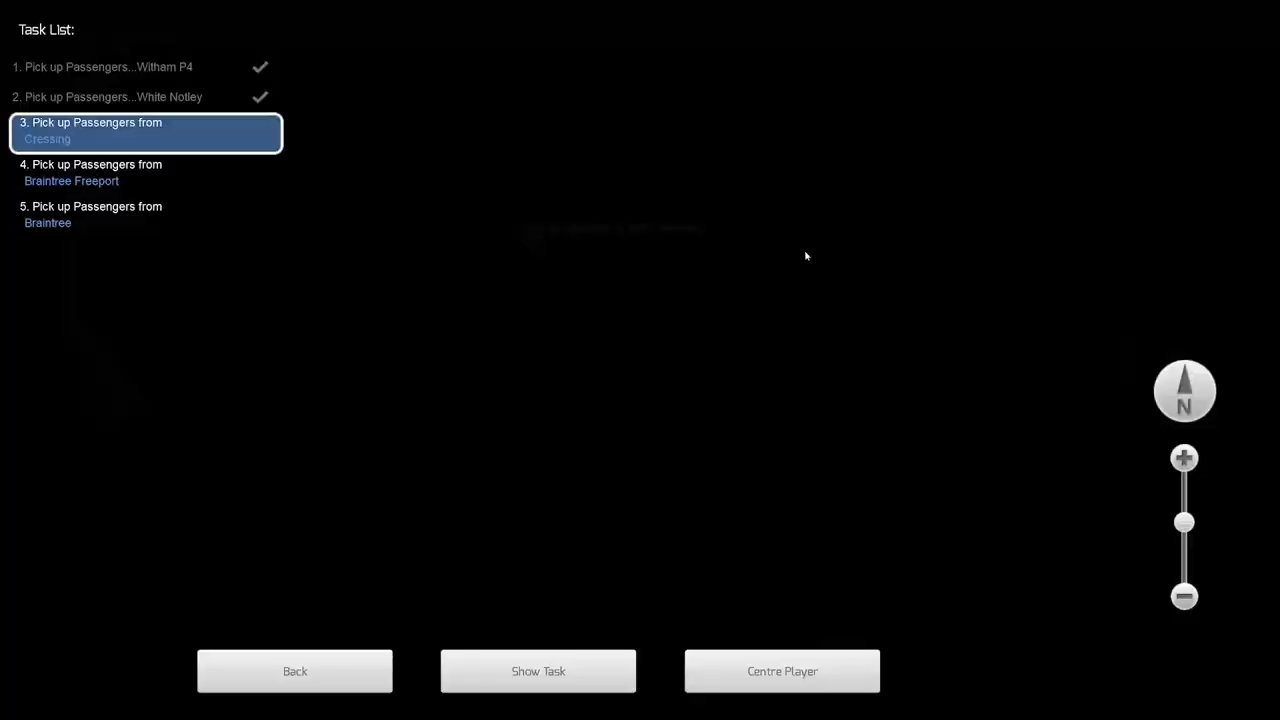 Task List:
1. Pick up Passengers...Witham P4
2. Pick up Passengers...White Notley
3. Pick up Passengers from
Cressing
4. Pick up Passengers from
Braintree Freeport
5. Pick up Passengers from
Braintree
N
Back
Show Task
Centre Player